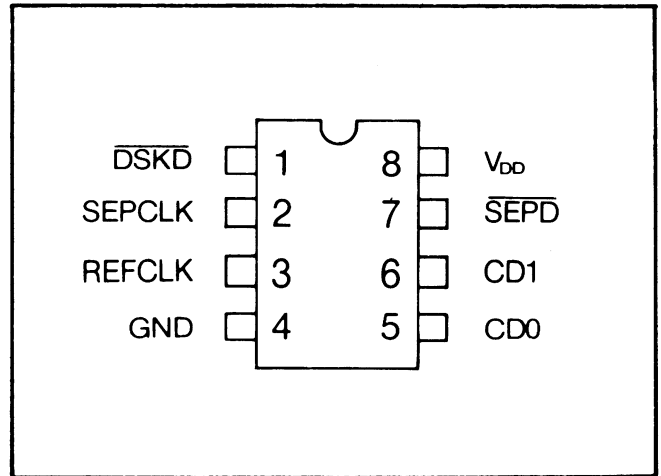 DSKD 1 8 VDD
SEPCLK 2 7 SEPD
REFCLK 3 6 CD1
GND 4 5 CD0